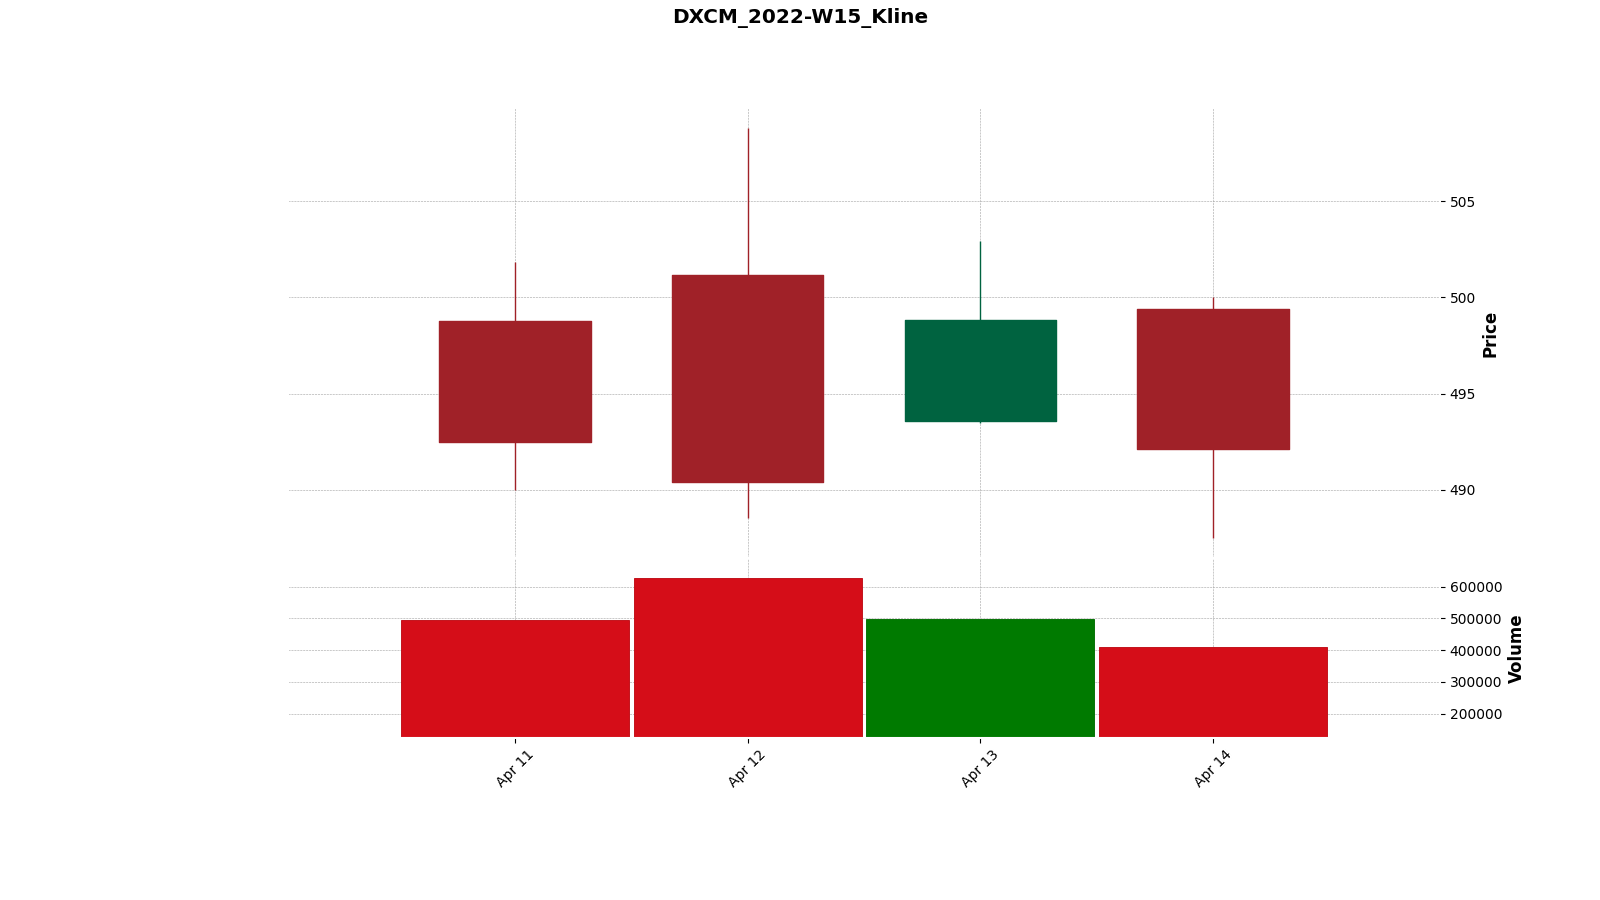 DXCM_2022-W15_Kline
505
500
495
490
Price
600000
500000
400000
300000
200000
Volume
Apr 11
Apr 12
Apr 13
Apr 14